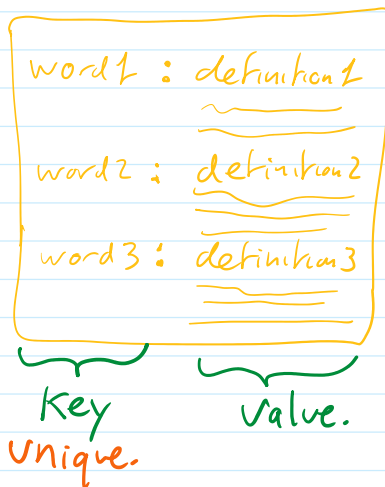 word1 : definition1
word2 : definition2
word3 : definition3
Key Value.
Unique.